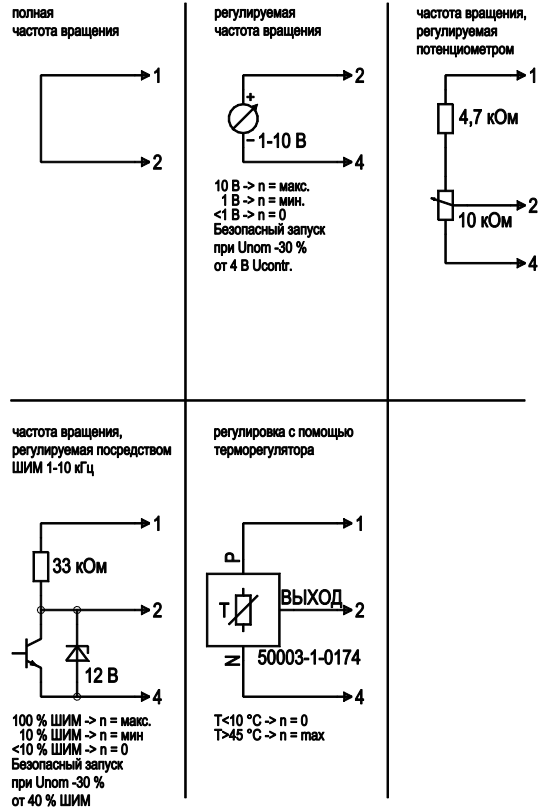 полная
частота вращения
1
2
регулируемая
частота вращения
2
+
−
1-10 В
4
10 В -> n = макс.
1 В -> n = мин.
<1 В -> n = 0
Безопасный запуск
при Unom -30 %
от 4 В Ucontr.
частота вращения,
регулируемая
потенциометром
1
4,7 кОм
2
10 кОм
4
частота вращения,
регулируемая посредством
ШИМ 1-10 кГц
1
33 кОм
2
12 В
4
100 % ШИМ -> n = макс.
10 % ШИМ -> n = мин
<10 % ШИМ -> n = 0
Безопасный запуск
при Unom -30 %
от 40 % ШИМ
регулировка с помощью
терморегулятора
1
P
T
ВЫХОД
2
N
50003-1-0174
4
T<10 °C -> n = 0
T>45 °C -> n = max